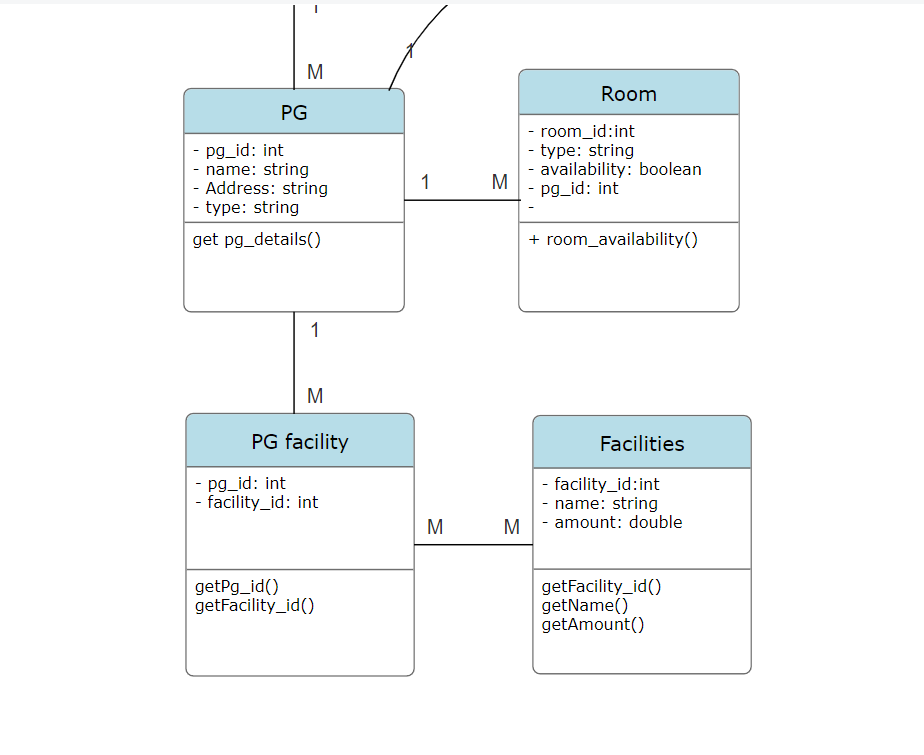 1
M
1
PG
- pg_id: int
- name: string
- Address: string
- type: string
get pg_details()
1 M
Room
- room_id:int
- type: string
- availability: boolean
- pg_id: int
-
+ room_availability()
1
M
PG facility
- pg_id: int
- facility_id: int
getPg_id()
getFacility_id()
M M
Facilities
- facility_id:int
- name: string
- amount: double
getFacility_id()
getName()
getAmount()